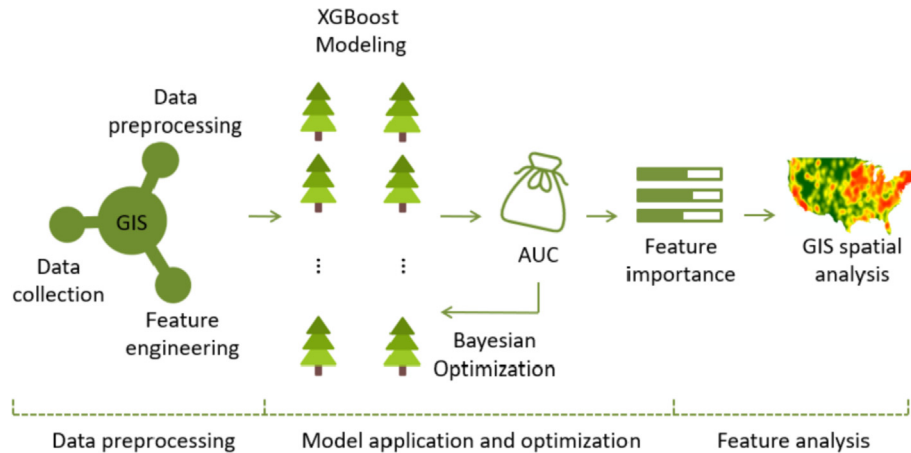 XGBoost
Modeling
Data
preprocessing
GIS
Data
collection
Feature
engineering
...
...
AUC
Bayesian
Optimization
Feature
importance
GIS spatial
analysis
Data preprocessing
Model application and optimization
Feature analysis